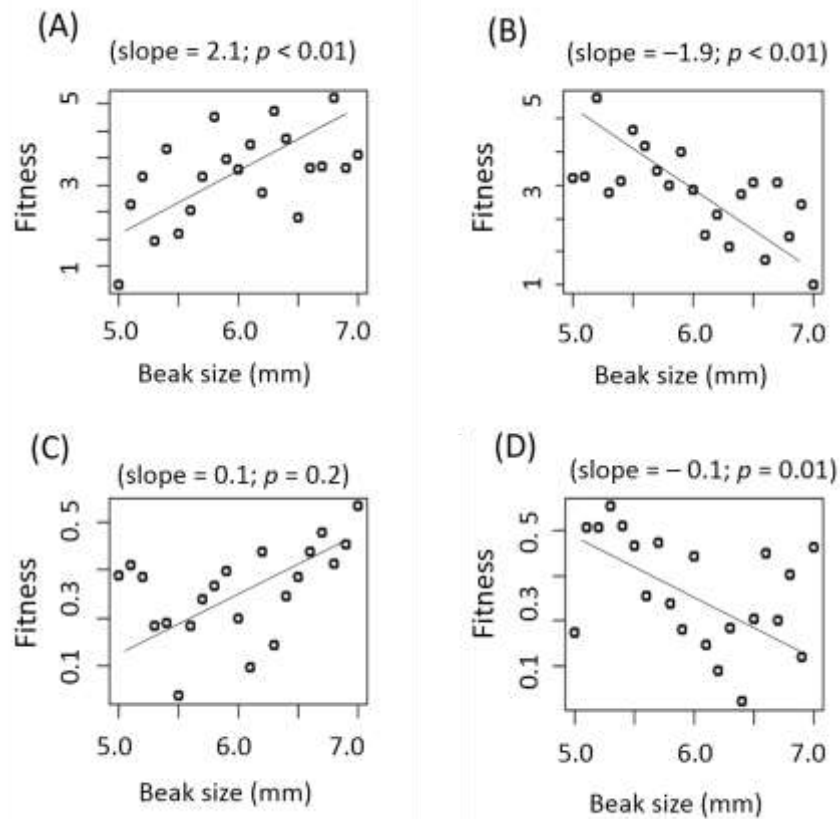 (A)
(slope = 2.1; p < 0.01)
Fitness
5
3
1
5.0 6.0 7.0
Beak size (mm)
(B)
(slope = –1.9; p < 0.01)
Fitness
5
3
1
5.0 6.0 7.0
Beak size (mm)
(C)
(slope = 0.1; p = 0.2)
Fitness
0.5
0.3
0.1
5.0 6.0 7.0
Beak size (mm)
(D)
(slope = – 0.1; p = 0.01)
Fitness
0.5
0.3
0.1
5.0 6.0 7.0
Beak size (mm)